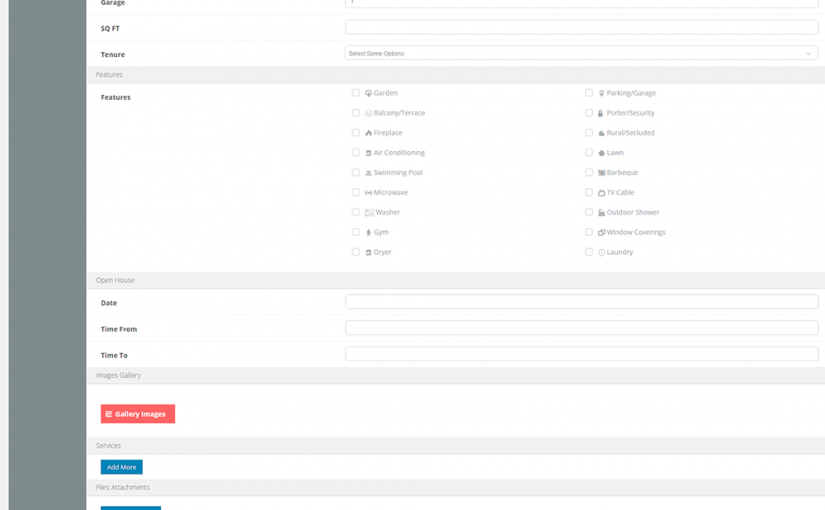 Garage 1
SQ FT
Tenure Select Some Options
Features
Features
Garden Parking/Garage
Balcony/Terrace Porter/Security
Fireplace Rural/Secluded
Air Conditioning Lawn
Swimming Pool Barbeque
Microwave TV Cable
Washer Outdoor Shower
Gym Window Coverings
Dryer Laundry
Open House
Date
Time From
Time To
Images Gallery
Gallery Images
Services
Add More
Files Attachments